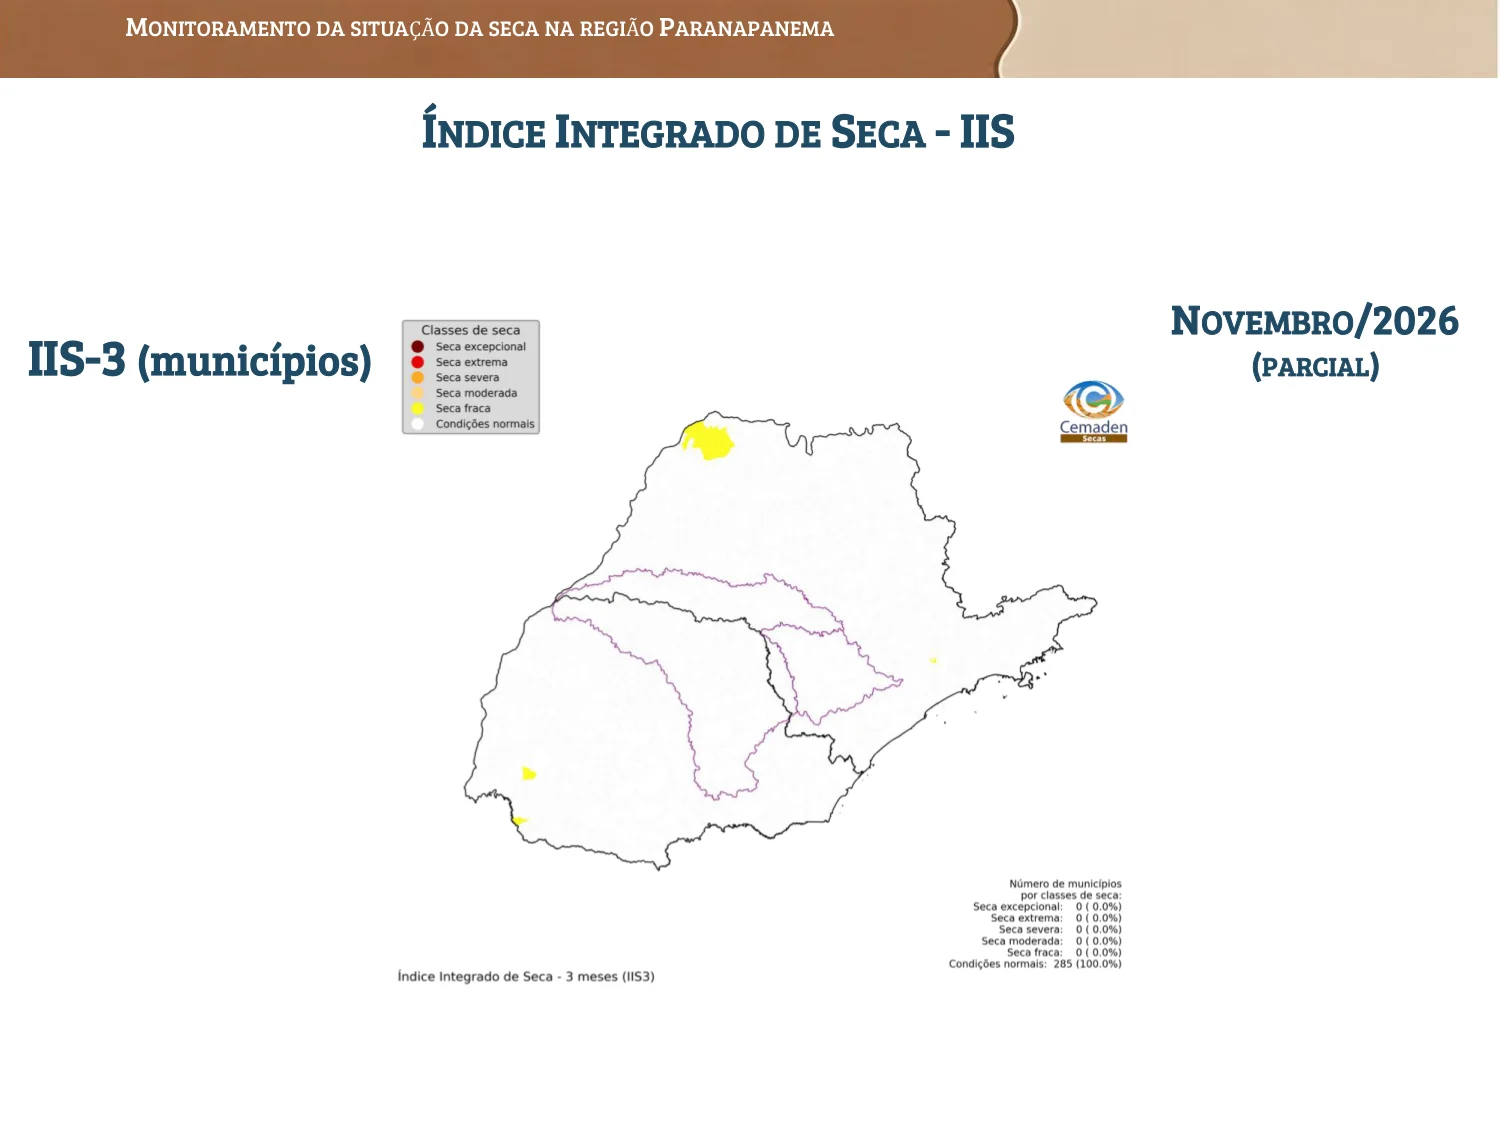 Monitoramento da situação da seca na região Paranapanema
Índice Integrado de Seca - IIS
IIS-3 (municípios)
Novembro/2026
(parcial)
Classes de seca
Seca excepcional
Seca extrema
Seca severa
Seca moderada
Seca fraca
Condições normais
Cemaden
Secas
Número de municípios
por classes de seca:
Seca excepcional: 0 ( 0.0%)
Seca extrema: 0 ( 0.0%)
Seca severa: 0 ( 0.0%)
Seca moderada: 0 ( 0.0%)
Seca fraca: 0 ( 0.0%)
Condições normais: 285 (100.0%)
Índice Integrado de Seca - 3 meses (IIS3)